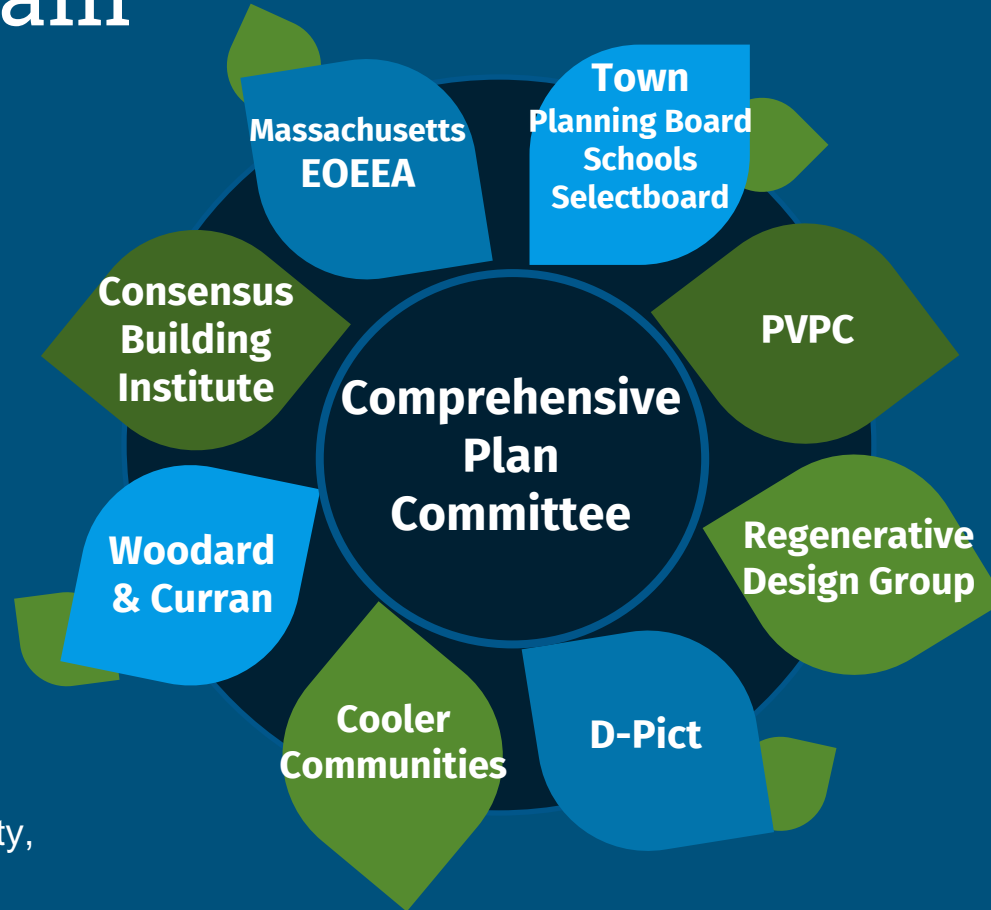 Massachusetts
EOEEA
Town
Planning Board
Schools
Selectboard
Consensus
Building
Institute
PVPC
Comprehensive
Plan
Committee
Regenerative
Design Group
Woodard
& Curran
Cooler
Communities
D-Pict